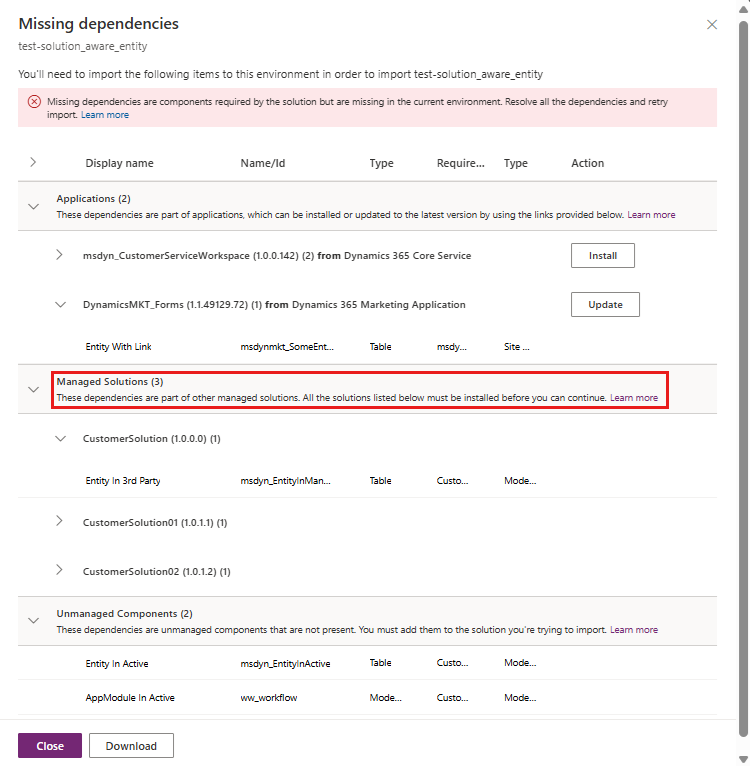 Missing dependencies
test-solution_aware_entity
You'll need to import the following items to this environment in order to import test-solution_aware_entity
Missing dependencies are components required by the solution but are missing in the current environment. Resolve all the dependencies and retry
import. Learn more
Display name Name/Id Type Require... Type Action
Applications (2)
These dependencies are part of applications, which can be installed or updated to the latest version by using the links provided below. Learn more
msdyn_CustomerServiceWorkspace (1.0.0.142) (2) from Dynamics 365 Core Service Install
DynamicsMKT_Forms (1.1.49129.72) (1) from Dynamics 365 Marketing Application Update
Entity With Link msdynmkt_SomeEnt... Table msdy... Site ...
Managed Solutions (3)
These dependencies are part of other managed solutions. All the solutions listed below must be installed before you can continue. Learn more
CustomerSolution (1.0.0.0) (1)
Entity In 3rd Party msdyn_EntityInMan... Table Custo... Mode...
CustomerSolution01 (1.0.1.1) (1)
CustomerSolution02 (1.0.1.2) (1)
Unmanaged Components (2)
These dependencies are unmanaged components that are not present. You must add them to the solution you're trying to import. Learn more
Entity In Active msdyn_EntityInActive Table Custo... Mode...
AppModule In Active ww_workflow Mode... Custo... Mode...
Close Download